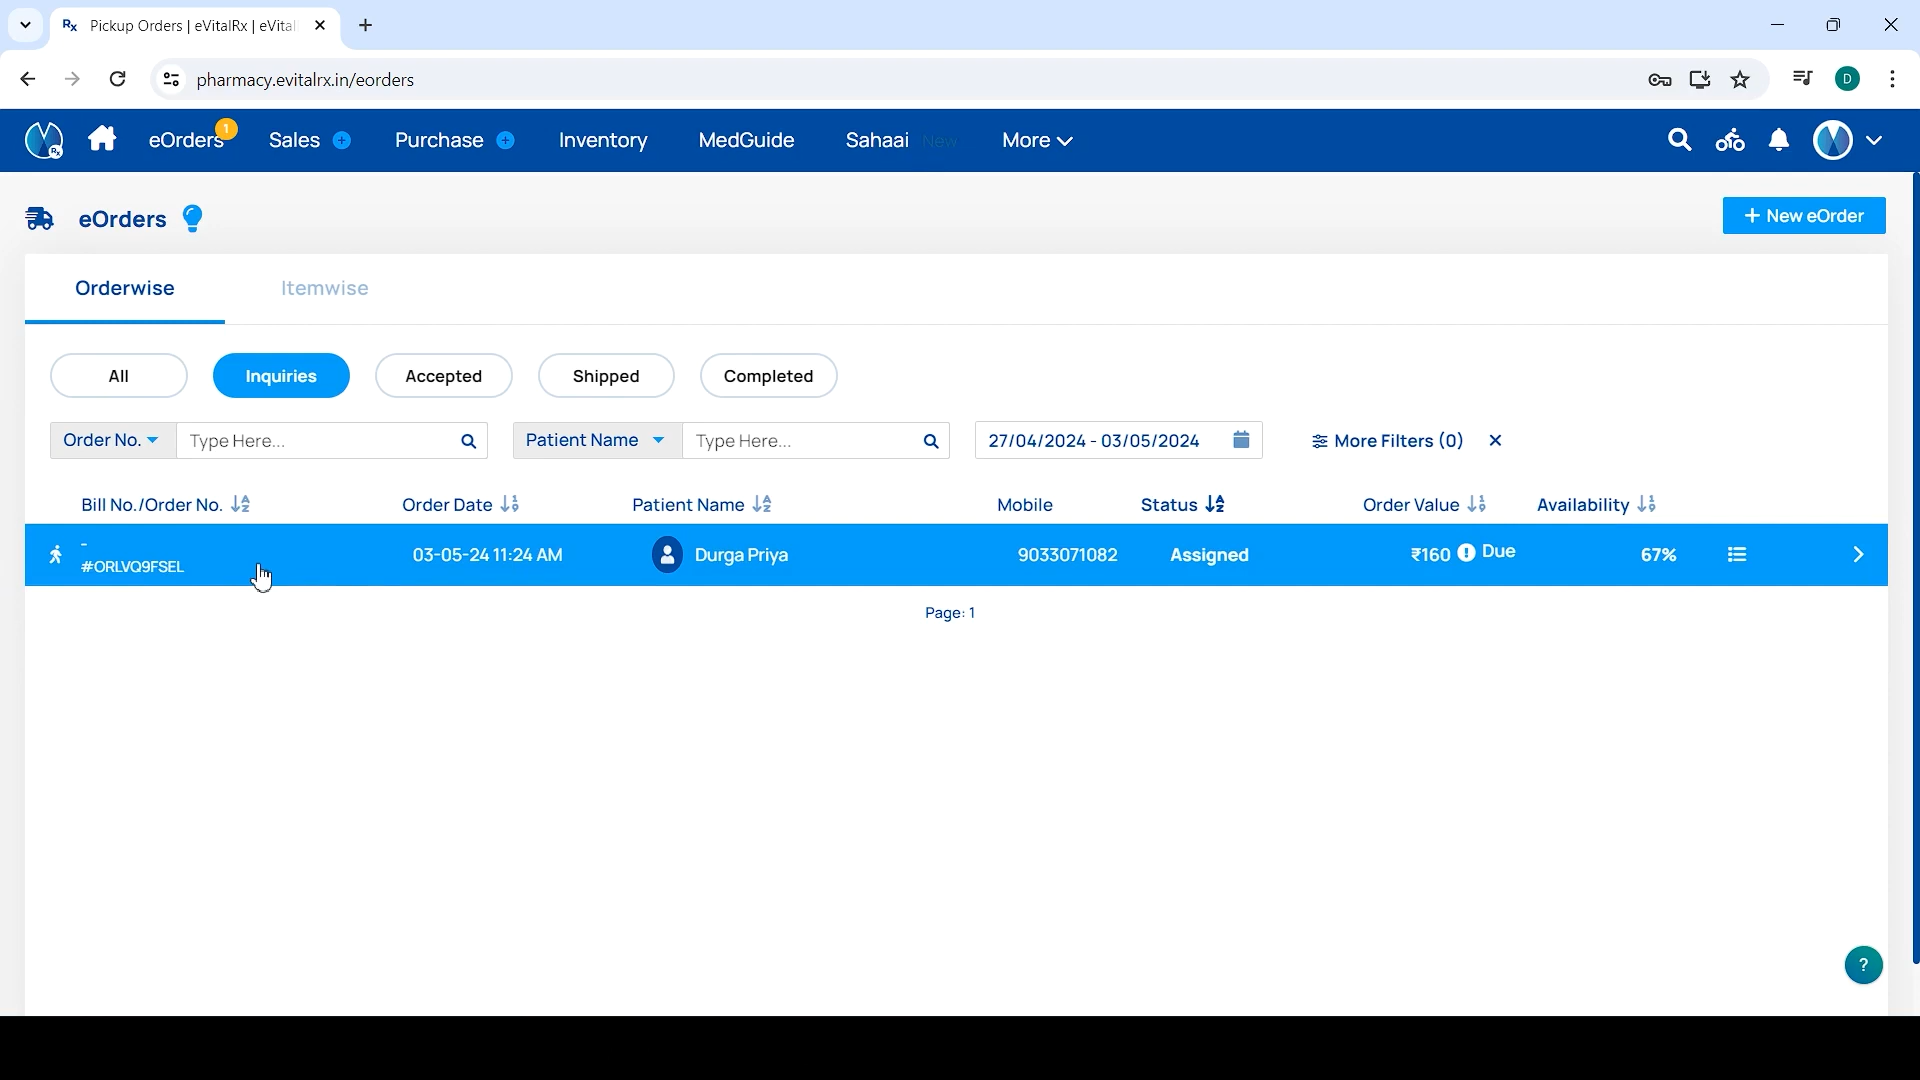 Rx Pickup Orders | eVitalRx | eVital
pharmacy.evitalrx.in/eorders
D
Rx eOrders 1 Sales Purchase Inventory MedGuide Sahaai New More
eOrders
+ New eOrder
Orderwise Itemwise
All Inquiries Accepted Shipped Completed
Order No. Type Here... Patient Name Type Here... 27/04/2024 - 03/05/2024 More Filters (0)
Bill No./Order No. Order Date Patient Name Mobile Status Order Value Availability
-
#ORLVQ9FSEL 03-05-24 11:24 AM Durga Priya 9033071082 Assigned ₹160 Due 67%
Page: 1
?